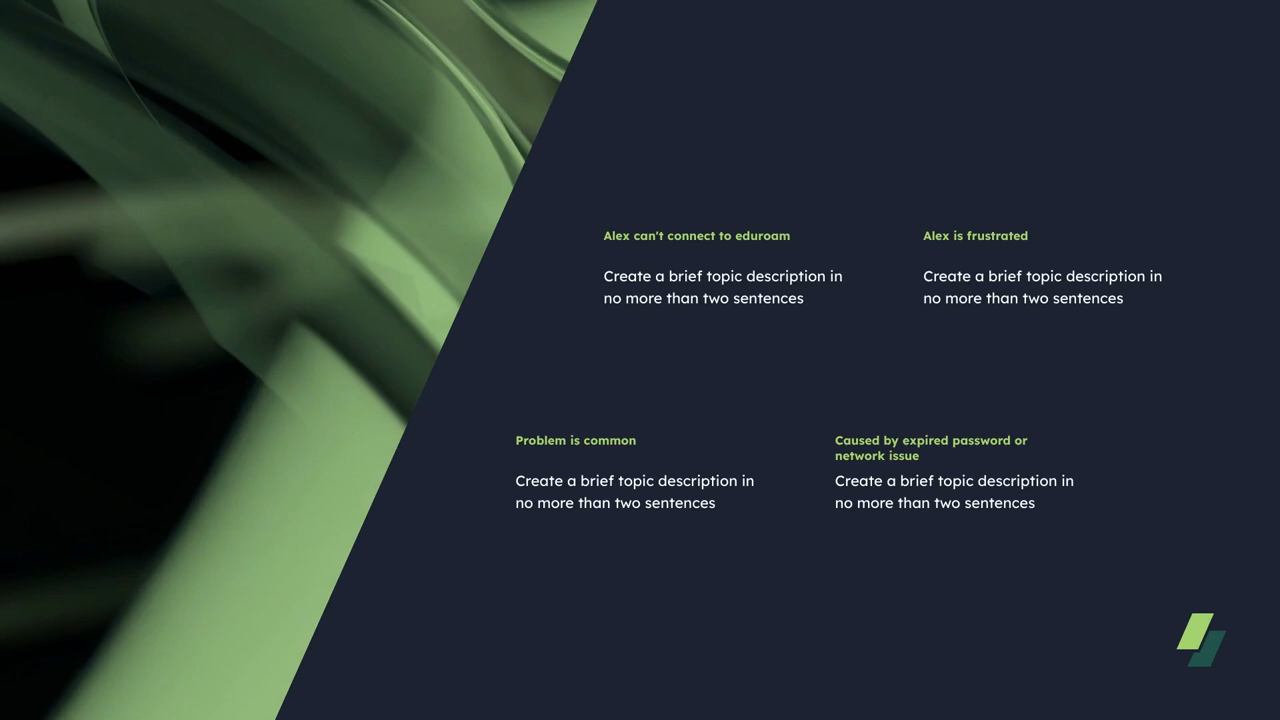 Alex can't connect to eduroam
Create a brief topic description in
no more than two sentences
Alex is frustrated
Create a brief topic description in
no more than two sentences
Problem is common
Create a brief topic description in
no more than two sentences
Caused by expired password or
network issue
Create a brief topic description in
no more than two sentences